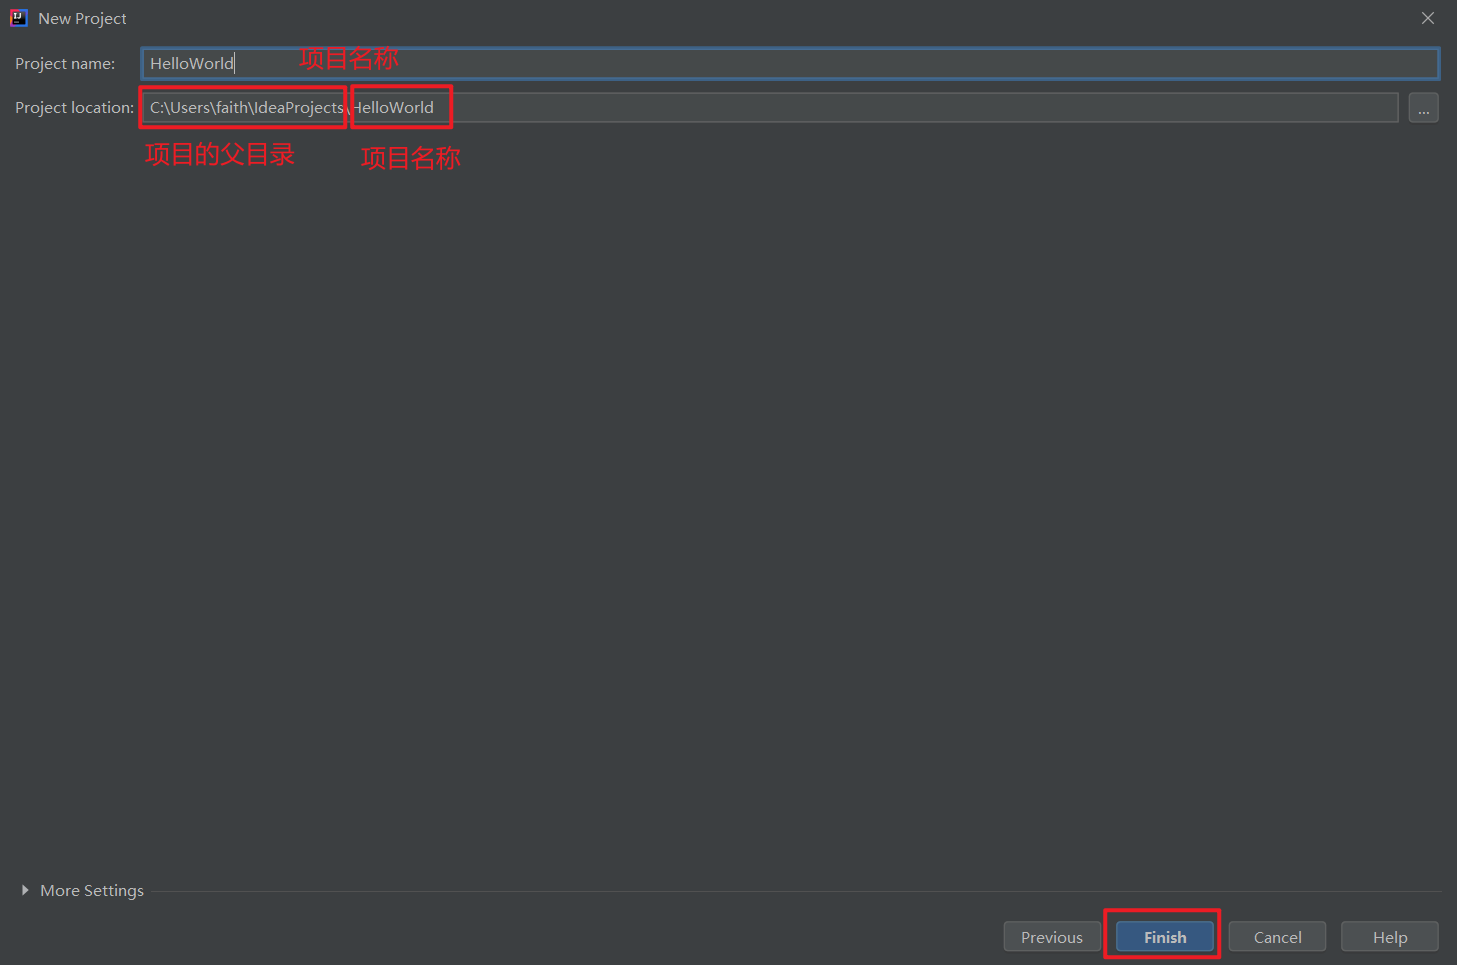 New Project
Project name: HelloWorld 项目名称
Project location: C:\Users\faith\IdeaProjects\HelloWorld ...
项目的父目录 项目名称
More Settings
Previous Finish Cancel Help